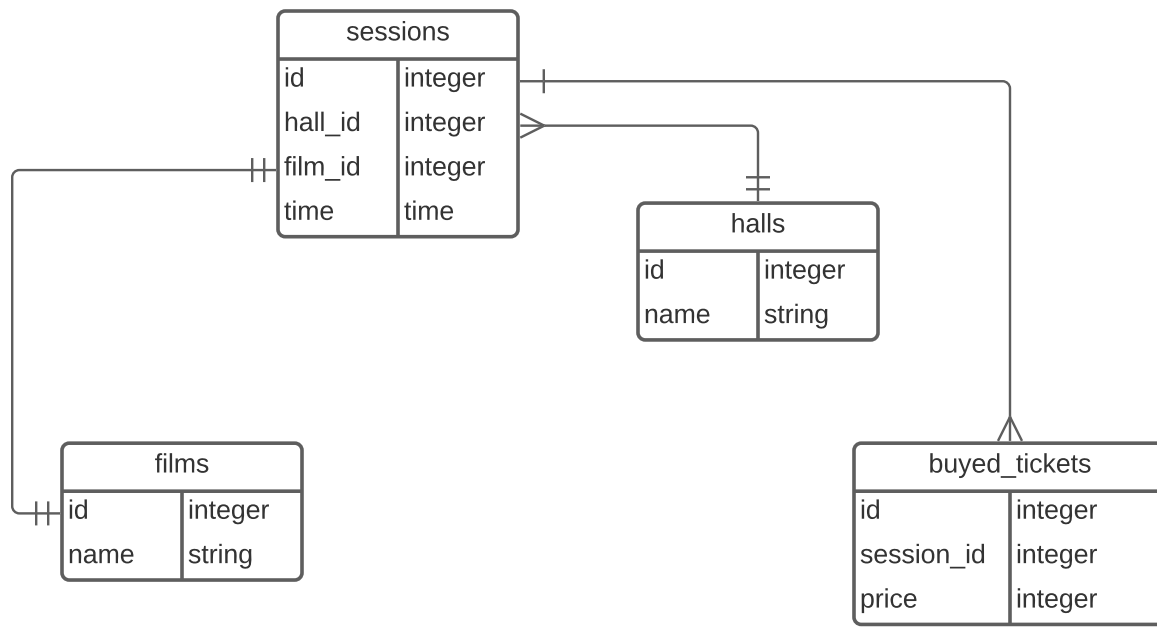 sessions
id integer
hall_id integer
film_id integer
time time
halls
id integer
name string
films
id integer
name string
buyed_tickets
id integer
session_id integer
price integer